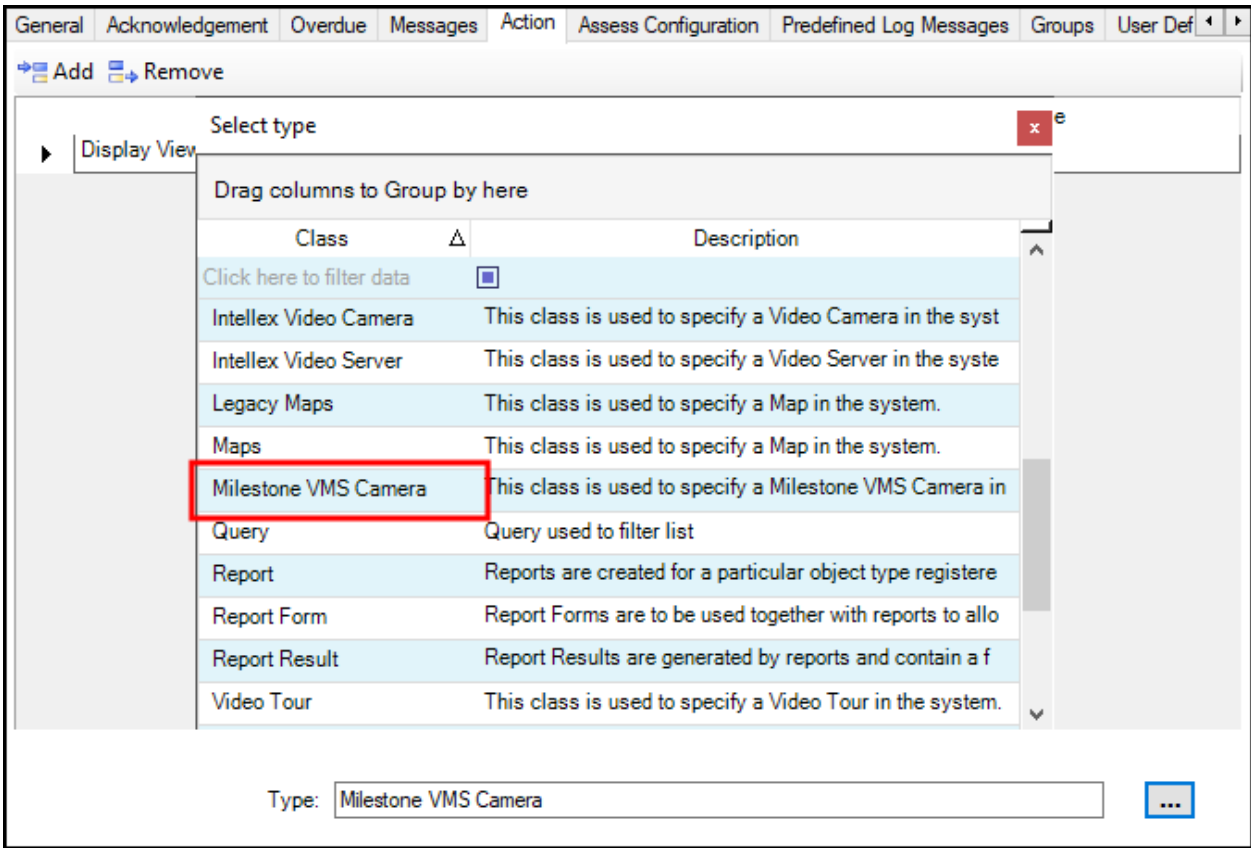 General Acknowledgement Overdue Messages Action Assess Configuration Predefined Log Messages Groups User Def
Add Remove
Select type x e
Display View
Drag columns to Group by here
Class Description
Click here to filter data
Intellex Video Camera This class is used to specify a Video Camera in the syst
Intellex Video Server This class is used to specify a Video Server in the syste
Legacy Maps This class is used to specify a Map in the system.
Maps This class is used to specify a Map in the system.
Milestone VMS Camera This class is used to specify a Milestone VMS Camera in
Query Query used to filter list
Report Reports are created for a particular object type registere
Report Form Report Forms are to be used together with reports to allo
Report Result Report Results are generated by reports and contain a f
Video Tour This class is used to specify a Video Tour in the system.
Type: Milestone VMS Camera ...